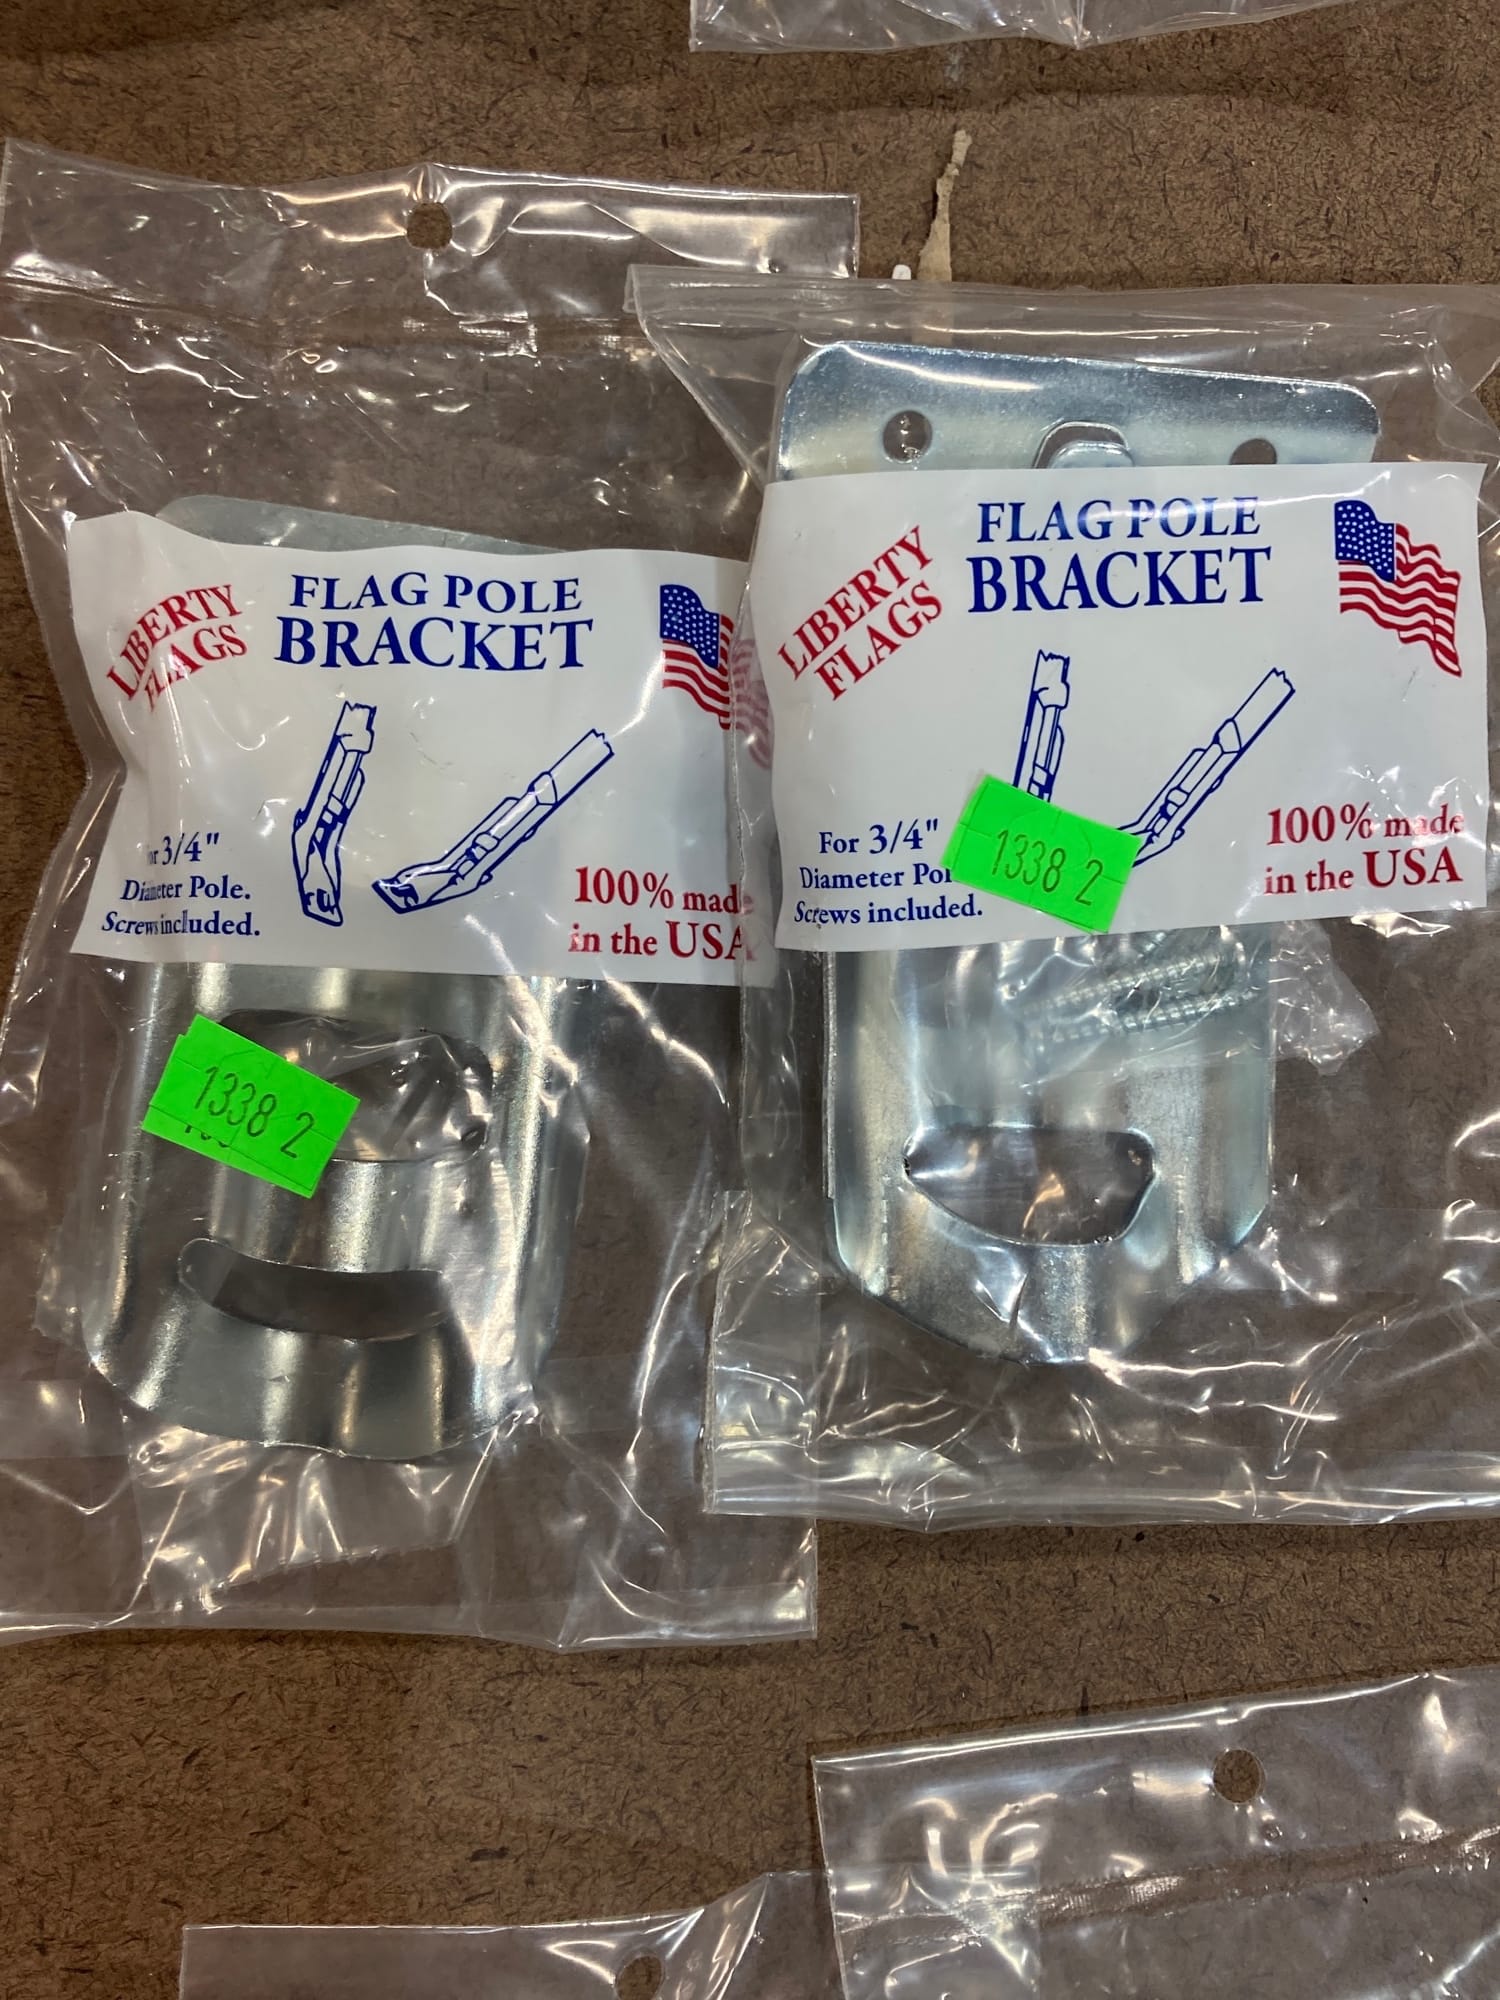 LIBERTY
FLAGS
FLAG POLE
BRACKET
3/4"
Diameter Pole.
Screws included.
100% made
in the USA
1338 2
LIBERTY
FLAGS
FLAG POLE
BRACKET
For 3/4"
Diameter Pol
Screws included.
100% made
in the USA
1338 2